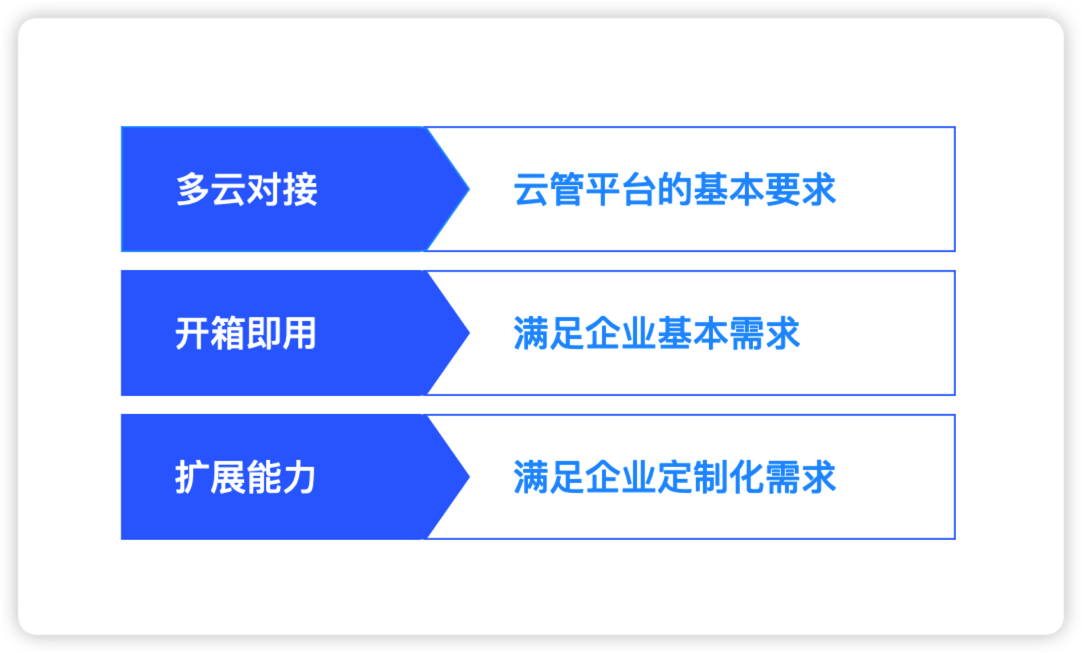 多云对接
云管平台的基本要求
开箱即用
满足企业基本需求
扩展能力
满足企业定制化需求